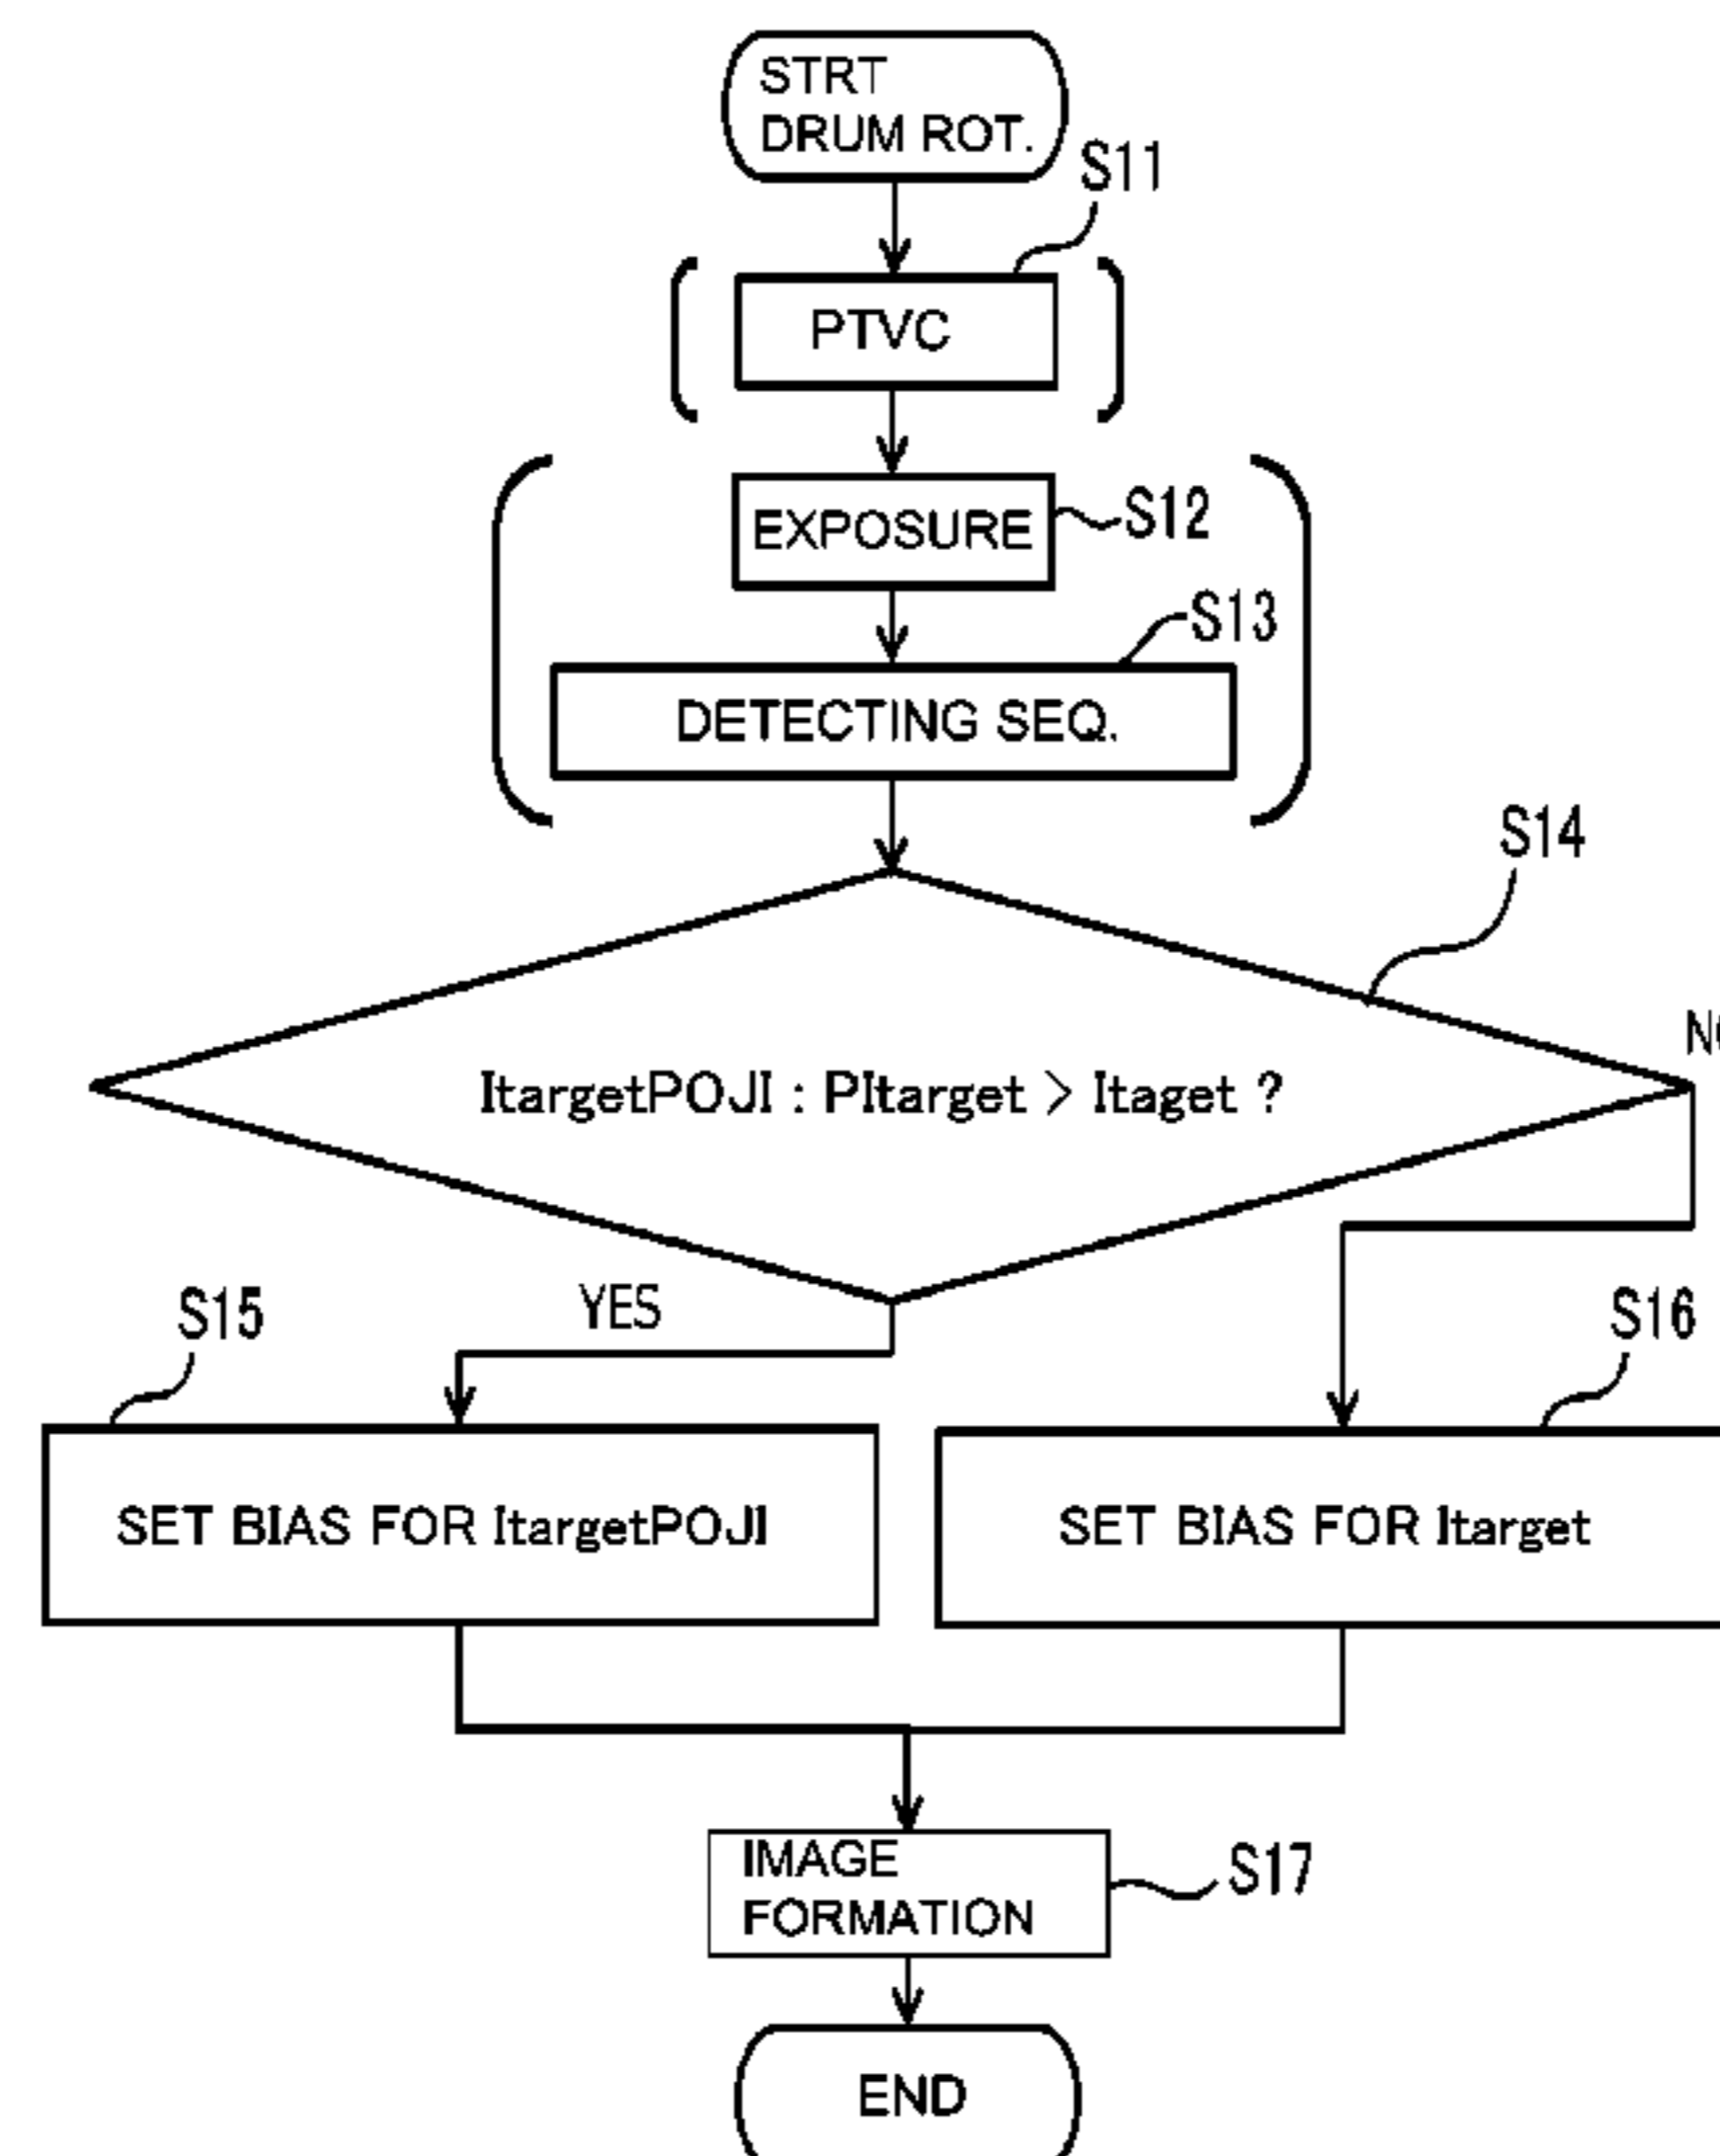 STRT
DRUM ROT.
S11
PTVC
EXPOSURE
S12
S13
DETECTING SEQ.
S14
ItargetPOJI : PItarget > Itaget ?
YES
S15
S16
SET BIAS FOR ItargetPOJI
SET BIAS FOR Itarget
IMAGE
FORMATION
S17
END